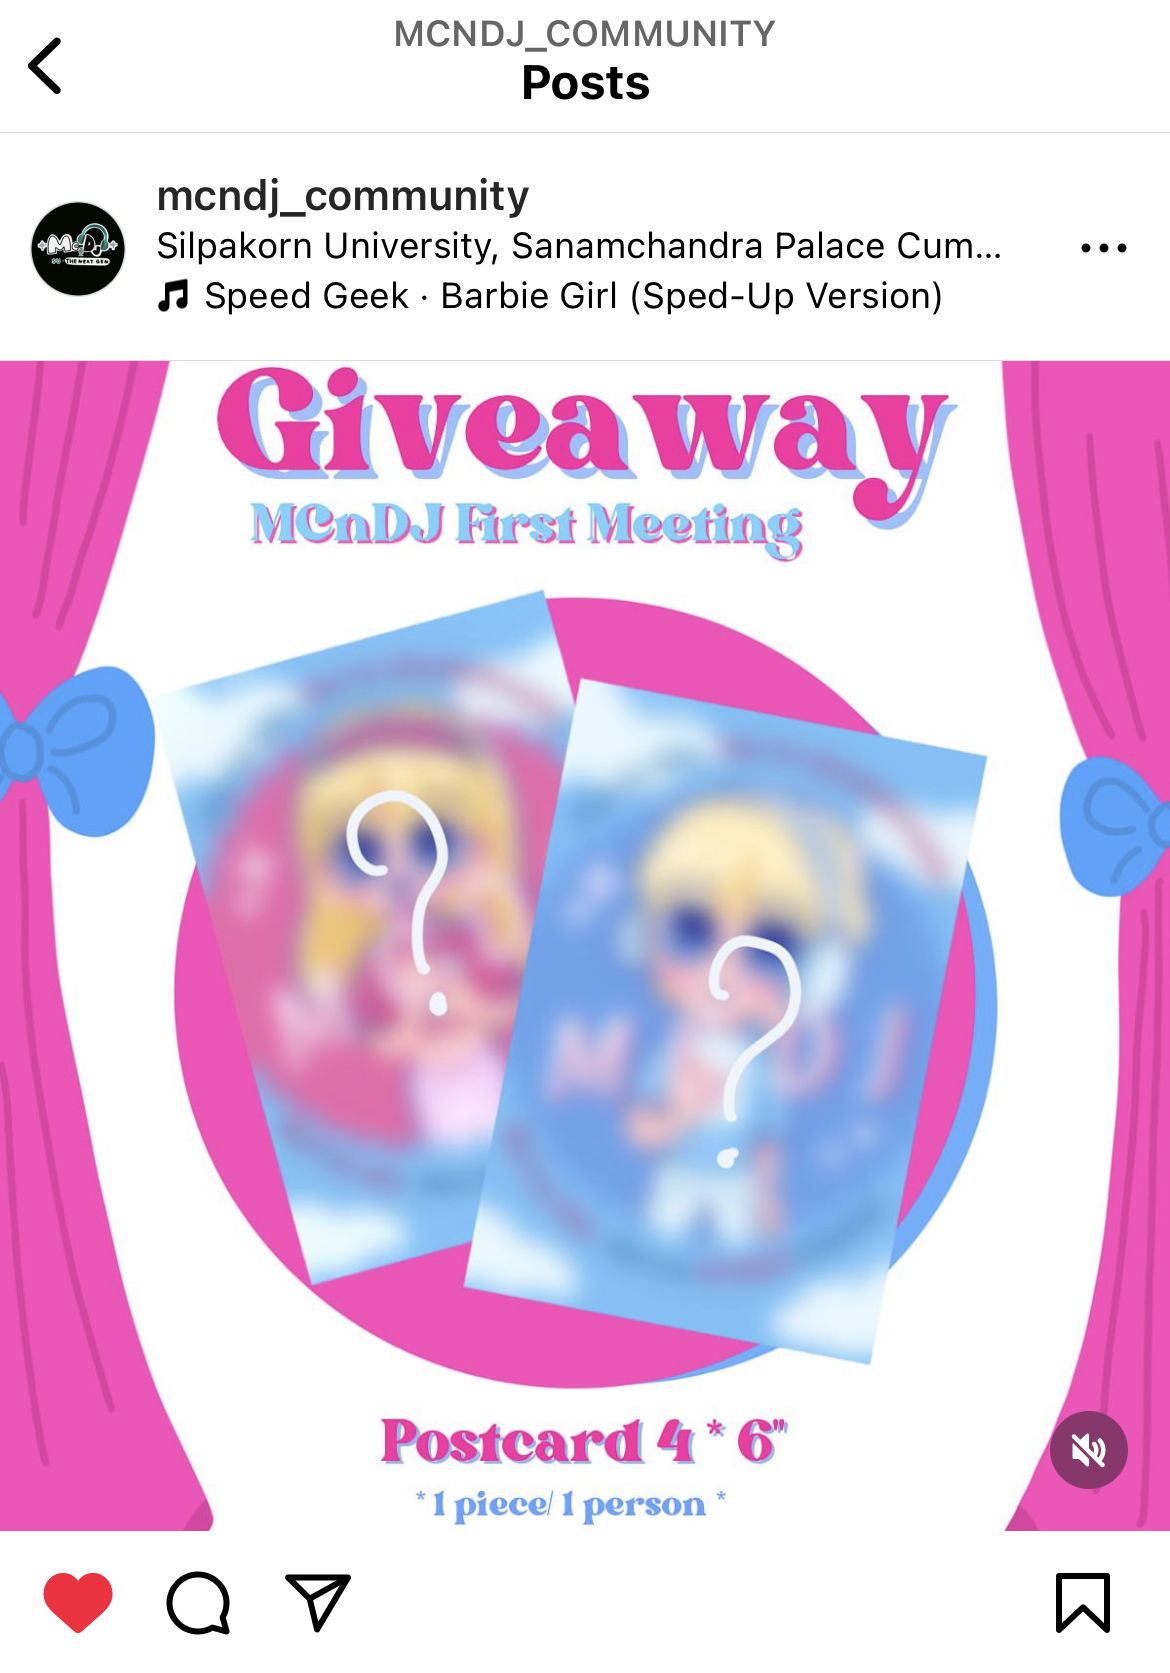 MCNDJ_COMMUNITY
Posts
mcndj_community
Silpakorn University, Sanamchandra Palace Cum...
Speed Geek · Barbie Girl (Sped-Up Version)
Giveaway
MCnDJ First Meeting
? ?
M DJ
Postcard 4 * 6"
* 1 piece/ 1 person *